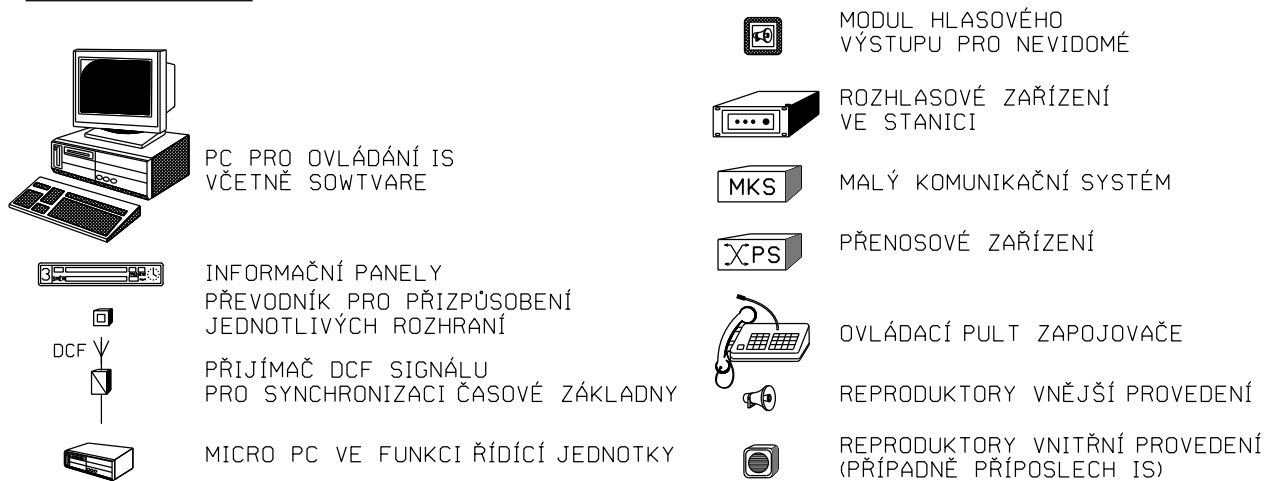 PC PRO OVLÁDÁNÍ IS
VČETNĚ SOWTVARE
3
INFORMAČNÍ PANELY
PŘEVODNÍK PRO PŘIZPŮSOBENÍ
JEDNOTLIVÝCH ROZHRANÍ
DCF
PŘIJÍMAČ DCF SIGNÁLU
PRO SYNCHRONIZACI ČASOVÉ ZÁKLADNY
MICRO PC VE FUNKCI ŘÍDÍCÍ JEDNOTKY
MODUL HLASOVÉHO
VÝSTUPU PRO NEVIDOMÉ
ROZHLASOVÉ ZAŘÍZENÍ
VE STANICI
MKS
MALÝ KOMUNIKAČNÍ SYSTÉM
PS
PŘENOSOVÉ ZAŘÍZENÍ
OVLÁDACÍ PULT ZAPOJOVAČE
REPRODUKTORY VNĚJŠÍ PROVEDENÍ
REPRODUKTORY VNITŘNÍ PROVEDENÍ
(PŘÍPADNĚ PŘÍPOSLECH IS)